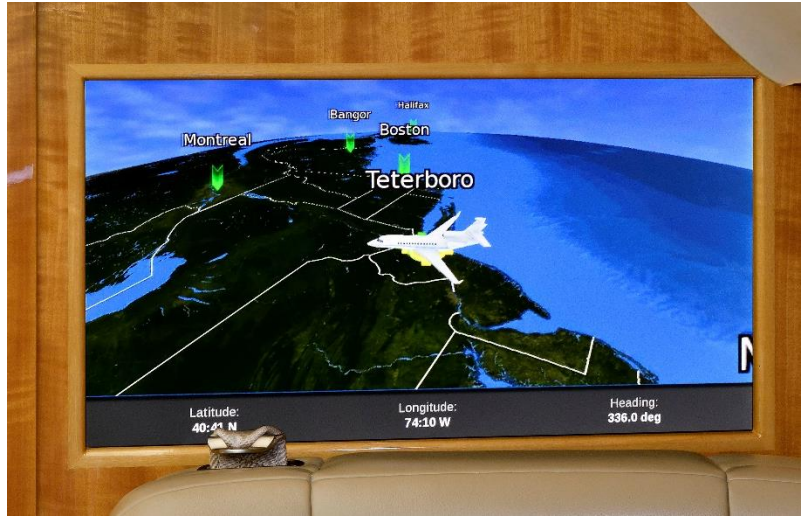 Halifax
Bangor
Boston
Montreal
Teterboro
Latitude:
40:41 N
Longitude:
74:10 W
Heading:
336.0 deg